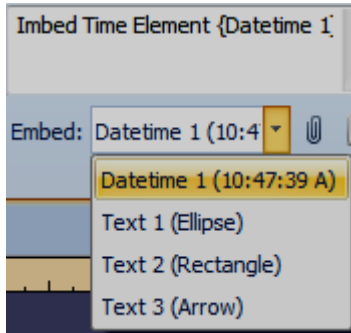 Imbed Time Element {Datetime 1
Embed: Datetime 1 (10:4
Datetime 1 (10:47:39 A)
Text 1 (Ellipse)
Text 2 (Rectangle)
Text 3 (Arrow)